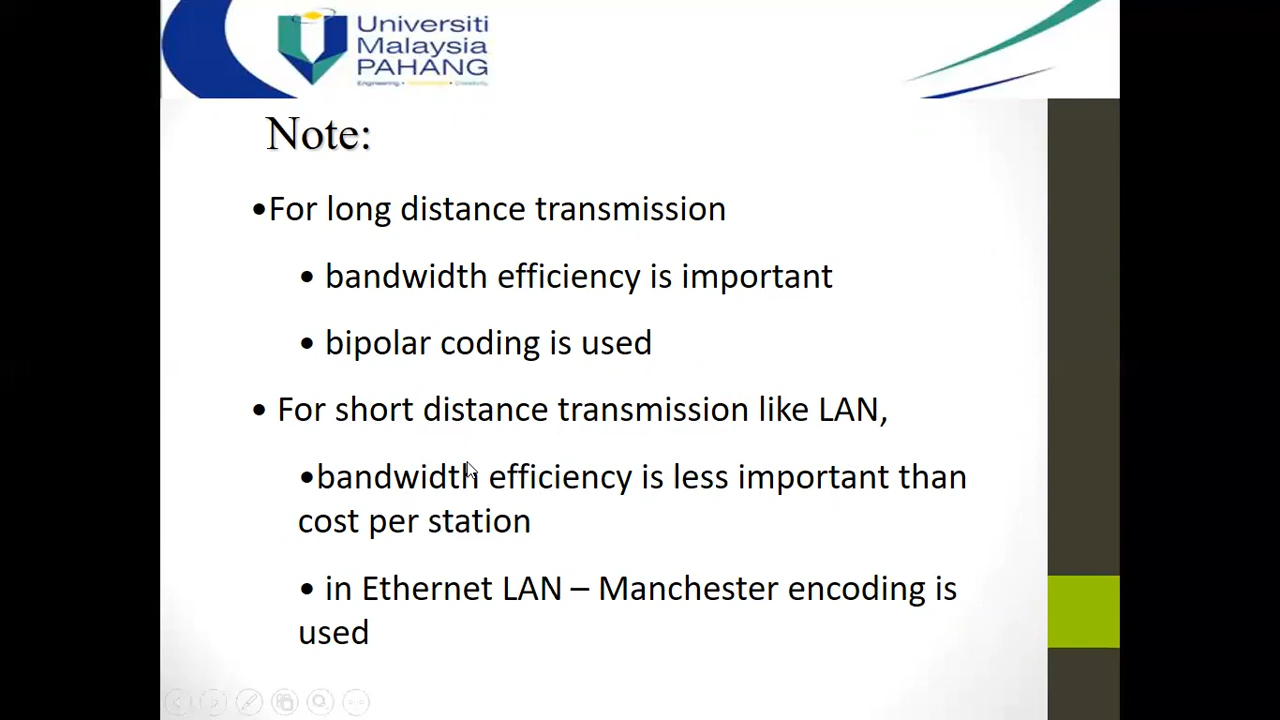 Universiti
Malaysia
PAHANG
Note:
•For long distance transmission
• bandwidth efficiency is important
• bipolar coding is used
• For short distance transmission like LAN,
•bandwidth efficiency is less important than
cost per station
• in Ethernet LAN – Manchester encoding is
used